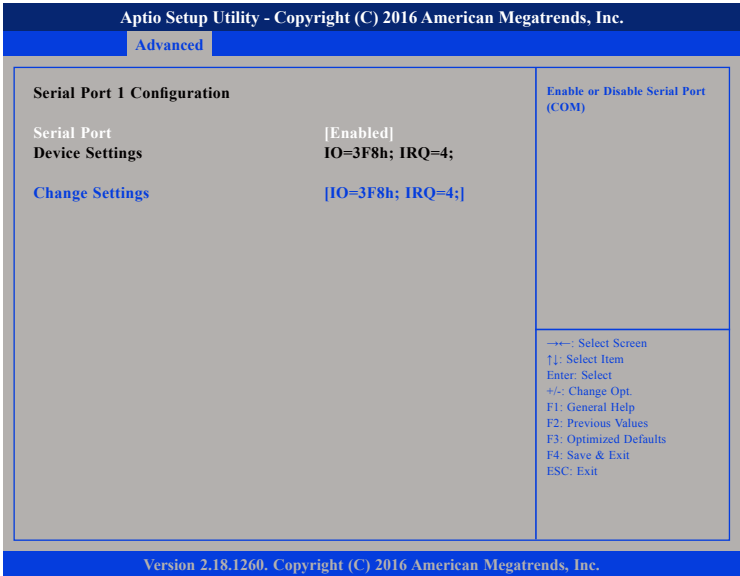 Aptio Setup Utility - Copyright (C) 2016 American Megatrends, Inc.
Advanced
Serial Port 1 Configuration
Serial Port [Enabled]
Device Settings IO=3F8h; IRQ=4;
Change Settings [IO=3F8h; IRQ=4;]
Enable or Disable Serial Port
(COM)
→←: Select Screen
↑↓: Select Item
Enter: Select
+/-: Change Opt.
F1: General Help
F2: Previous Values
F3: Optimized Defaults
F4: Save & Exit
ESC: Exit
Version 2.18.1260. Copyright (C) 2016 American Megatrends, Inc.